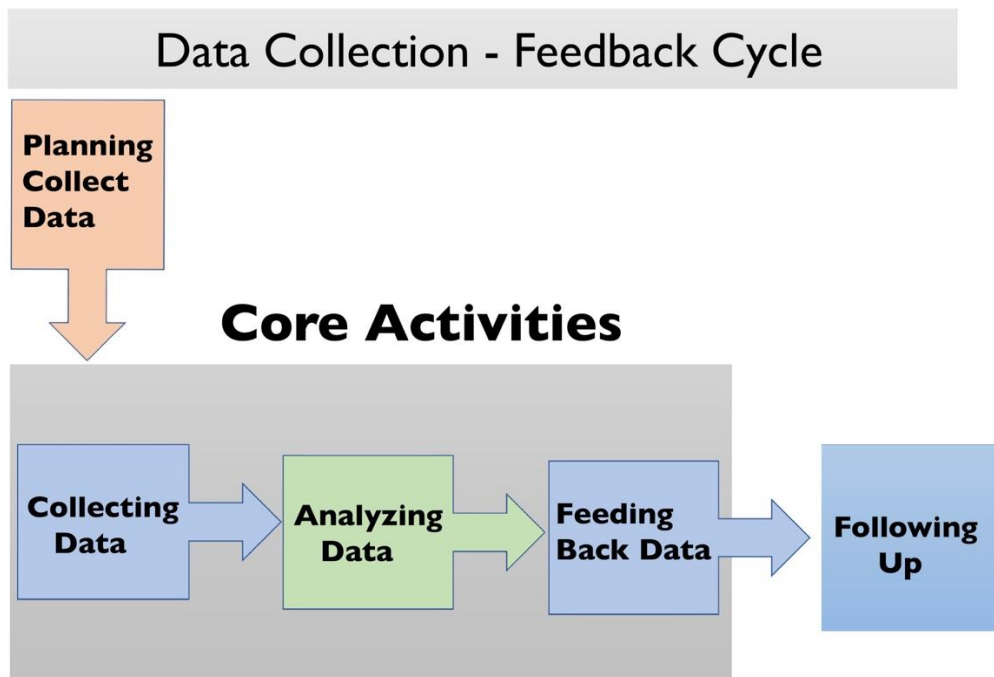 Data Collection - Feedback Cycle
Planning
Collect
Data
Core Activities
Collecting
Data
Analyzing
Data
Feeding
Back Data
Following
Up